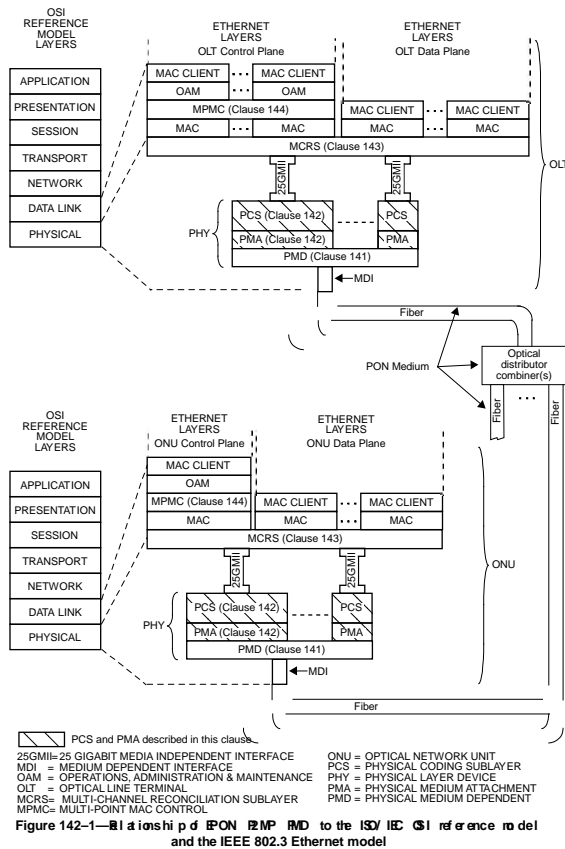 OSI
REFERENCE
MODEL
LAYERS
APPLICATION
PRESENTATION
SESSION
TRANSPORT
NETWORK
DATA LINK
PHYSICAL
ETHERNET
LAYERS
OLT Control Plane
ETHERNET
LAYERS
OLT Data Plane
MAC CLIENT ... MAC CLIENT
OAM ... OAM
MPMC (Clause 144)
MAC CLIENT ... MAC CLIENT
MAC ... MAC
MAC ... MAC
MCRS (Clause 143)
OLT
25GMII
25GMII
PHY
PCS (Clause 142)
PCS
PMA (Clause 142)
PMA
PMD (Clause 141)
MDI
Fiber
PON Medium
Optical
distributor
combiner(s)
Fiber
...
Fiber
OSI
REFERENCE
MODEL
LAYERS
APPLICATION
PRESENTATION
SESSION
TRANSPORT
NETWORK
DATA LINK
PHYSICAL
ETHERNET
LAYERS
ONU Control Plane
ETHERNET
LAYERS
ONU Data Plane
MAC CLIENT
OAM
MPMC (Clause 144)
MAC CLIENT ... MAC CLIENT
MAC
MAC ... MAC
MCRS (Clause 143)
ONU
25GMII
25GMII
PHY
PCS (Clause 142)
PCS
PMA (Clause 142)
PMA
PMD (Clause 141)
MDI
Fiber
PCS and PMA described in this clause
25GMII= 25 GIGABIT MEDIA INDEPENDENT INTERFACE
MDI = MEDIUM DEPENDENT INTERFACE
OAM = OPERATIONS, ADMINISTRATION & MAINTENANCE
OLT = OPTICAL LINE TERMINAL
MCRS= MULTI-CHANNEL RECONCILIATION SUBLAYER
MPMC= MULTI-POINT MAC CONTROL
ONU = OPTICAL NETWORK UNIT
PCS = PHYSICAL CODING SUBLAYER
PHY = PHYSICAL LAYER DEVICE
PMA = PHYSICAL MEDIUM ATTACHMENT
PMD = PHYSICAL MEDIUM DEPENDENT
Figure 142–1—Relationship of EPON P2MP PMD to the ISO/IEC OSI reference model
and the IEEE 802.3 Ethernet model